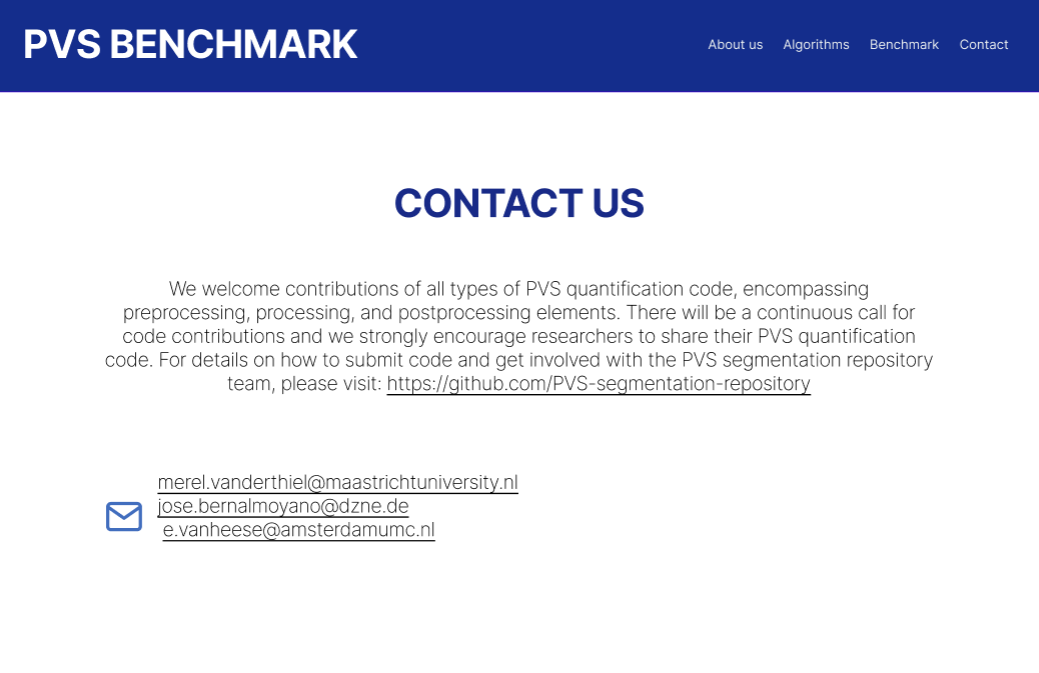 PVS BENCHMARK
About us Algorithms Benchmark Contact
CONTACT US
We welcome contributions of all types of PVS quantification code, encompassing
preprocessing, processing, and postprocessing elements. There will be a continuous call for
code contributions and we strongly encourage researchers to share their PVS quantification
code. For details on how to submit code and get involved with the PVS segmentation repository
team, please visit: https://github.com/PVS-segmentation-repository
merel.vanderthiel@maastrichtuniversity.nl
jose.bernalmoyano@dzne.de
e.vanheese@amsterdamumc.nl